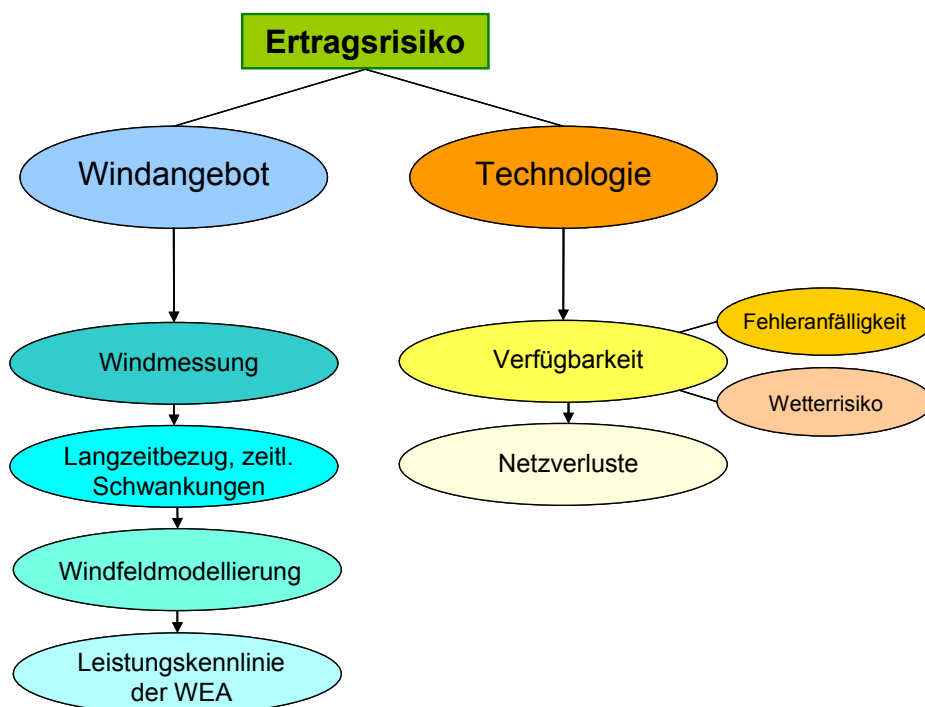 Ertragsrisiko
Windangebot
Technologie
Fehleranfälligkeit
Windmessung
Verfügbarkeit
Wetterrisiko
Langzeitbezug, zeitl.
Schwankungen
Netzverluste
Windfeldmodellierung
Leistungskennlinie
der WEA